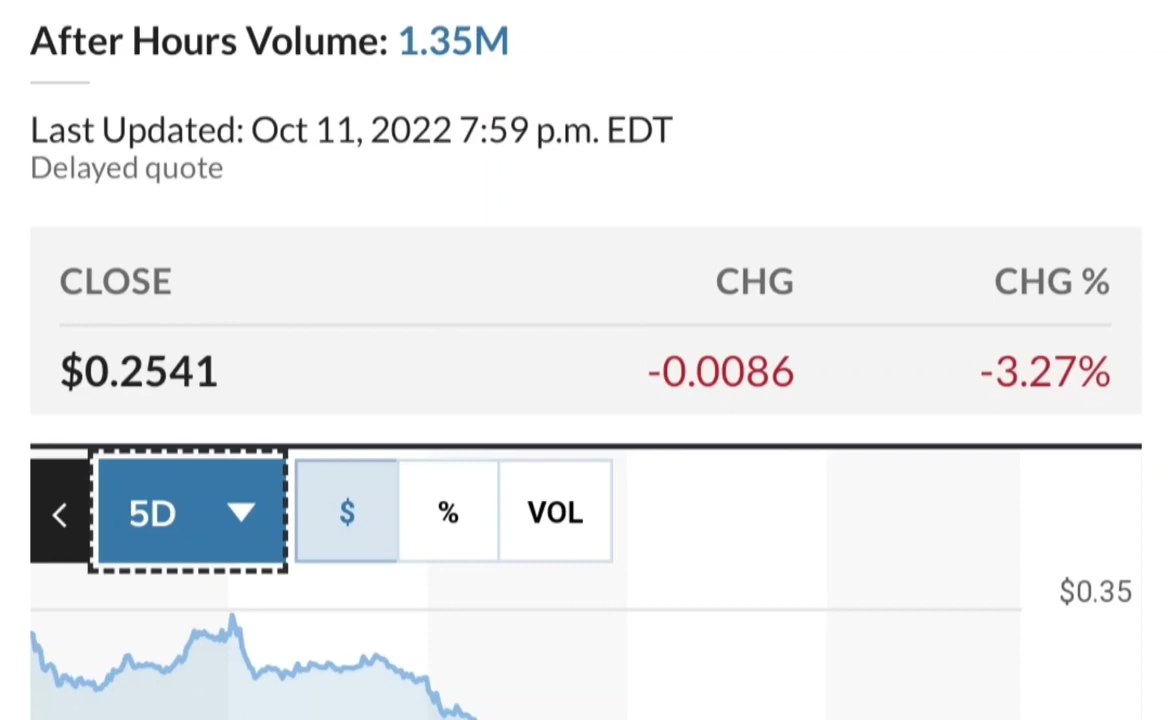 After Hours Volume: 1.35M
Last Updated: Oct 11, 2022 7:59 p.m. EDT
Delayed quote
CLOSE CHG CHG %
$0.2541 -0.0086 -3.27%
5D $ % VOL
$0.35